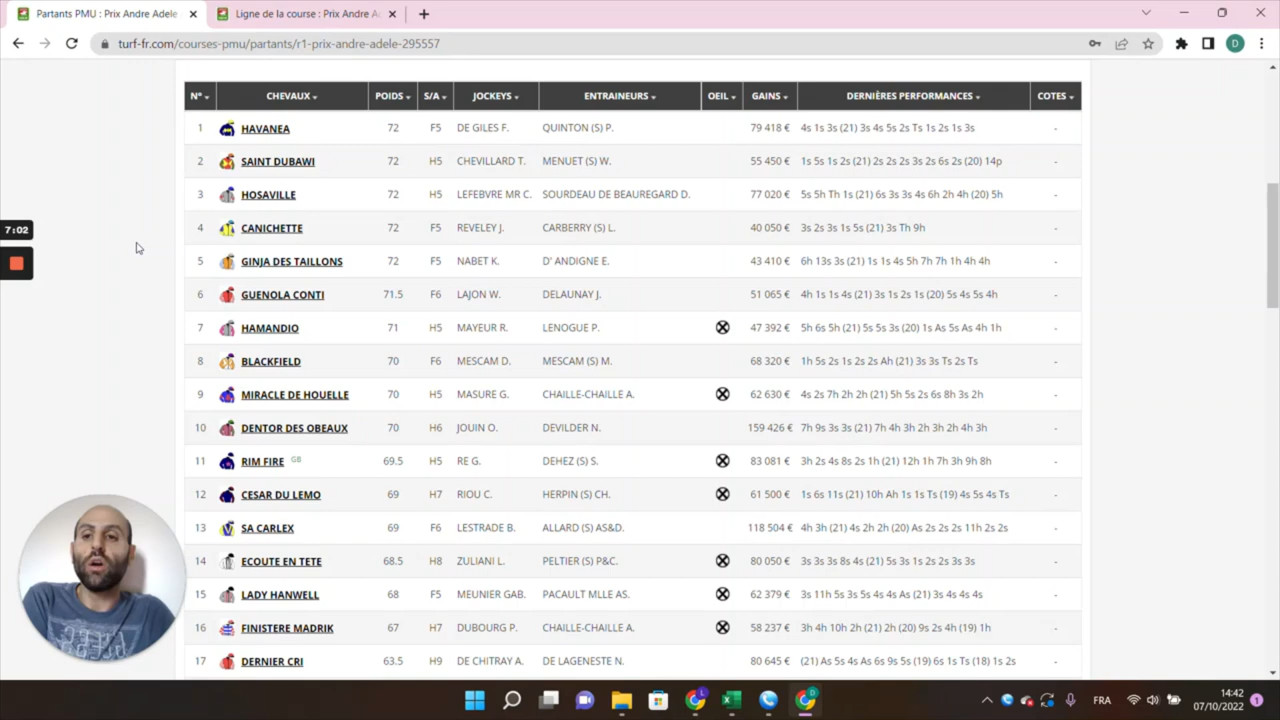 Partants PMU : Prix Andre Adele
Ligne de la course : Prix Andre A
turf-fr.com/courses-pmu/partants/r1-prix-andre-adele-295557
D
N° CHEVAUX POIDS S/A JOCKEYS ENTRAINEURS OEIL GAINS DERNIÈRES PERFORMANCES COTES
1 HAVANEA 72 F5 DE GILES F. QUINTON (S) P. 79 418 € 4s 1s 3s (21) 3s 4s 5s 2s Ts 1s 2s 1s 3s -
2 SAINT DUBAWI 72 H5 CHEVILLARD T. MENUET (S) W. 55 450 € 1s 5s 1s 2s (21) 2s 2s 2s 3s 2s 6s 2s (20) 14p -
3 HOSAVILLE 72 H5 LEFEBVRE MR C. SOURDEAU DE BEAUREGARD D. 77 020 € 5s 5h Th 1s (21) 6s 3s 3s 4s 6h 2h 4h (20) 5h -
4 CANICHETTE 72 F5 REVELEY J. CARBERRY (S) L. 40 050 € 3s 2s 3s 1s 5s (21) 3s Th 9h -
5 GINJA DES TAILLONS 72 F5 NABET K. D' ANDIGNE E. 43 410 € 6h 13s 3s (21) 1s 1s 4s 5h 7h 7h 1h 4h 4h -
6 GUENOLA CONTI 71.5 F6 LAJON W. DELAUNAY J. 51 065 € 4h 1s 1s 4s (21) 3s 1s 2s 1s (20) 5s 4s 5s 4h -
7 HAMANDIO 71 H5 MAYEUR R. LENOGUE P. 47 392 € 5h 6s 5h (21) 5s 5s 3s (20) 1s As 5s As 4h 1h -
8 BLACKFIELD 70 F6 MESCAM D. MESCAM (S) M. 68 320 € 1h 5s 2s 1s 2s 2s Ah (21) 3s 3s Ts 2s Ts -
9 MIRACLE DE HOUELLE 70 H5 MASURE G. CHAILLE-CHAILLE A. 62 630 € 4s 2s 7h 2h 2h (21) 5h 5s 2s 6s 8h 3s 2h -
10 DENTOR DES OBEAUX 70 H6 JOUIN O. DEVILDER N. 159 426 € 7h 9s 3s 3s (21) 7h 4h 3h 2h 3h 2h 4h 3h -
11 RIM FIRE GB 69.5 H5 RE G. DEHEZ (S) S. 83 081 € 3h 2s 4s 8s 2s 1h (21) 12h 1h 7h 3h 9h 8h -
12 CESAR DU LEMO 69 H7 RIOU C. HERPIN (S) CH. 61 500 € 1s 6s 11s (21) 10h Ah 1s 1s Ts (19) 4s 5s 4s Ts -
13 SA CARLEX 69 F6 LESTRADE B. ALLARD (S) AS&D. 118 504 € 4h 3h (21) 4s 2h 2h (20) As 2s 2s 2s 11h 2s 2s -
14 ECOUTE EN TETE 68.5 H8 ZULIANI L. PELTIER (S) P&C. 80 050 € 3s 3s 3s 8s 4s (21) 5s 3s 1s 2s 2s 3s 3s -
15 LADY HANWELL 68 F5 MEUNIER GAB. PACAULT MLLE AS. 62 379 € 3s 11h 5s 3s 5s 4s 4s As (21) 3s 4s 4s 4s -
16 FINISTERE MADRIK 67 H7 DUBOURG P. CHAILLE-CHAILLE A. 58 237 € 3h 4h 10h 2h (21) 2h (20) 9s 2s 4h (19) 1h -
17 DERNIER CRI 63.5 H9 DE CHITRAY A. DE LAGENESTE N. 80 645 € (21) As 5s 4s As 6s 9s 5s (19) 6s 1s Ts (18) 1s 2s -
7:02
FRA
14:42
07/10/2022
1